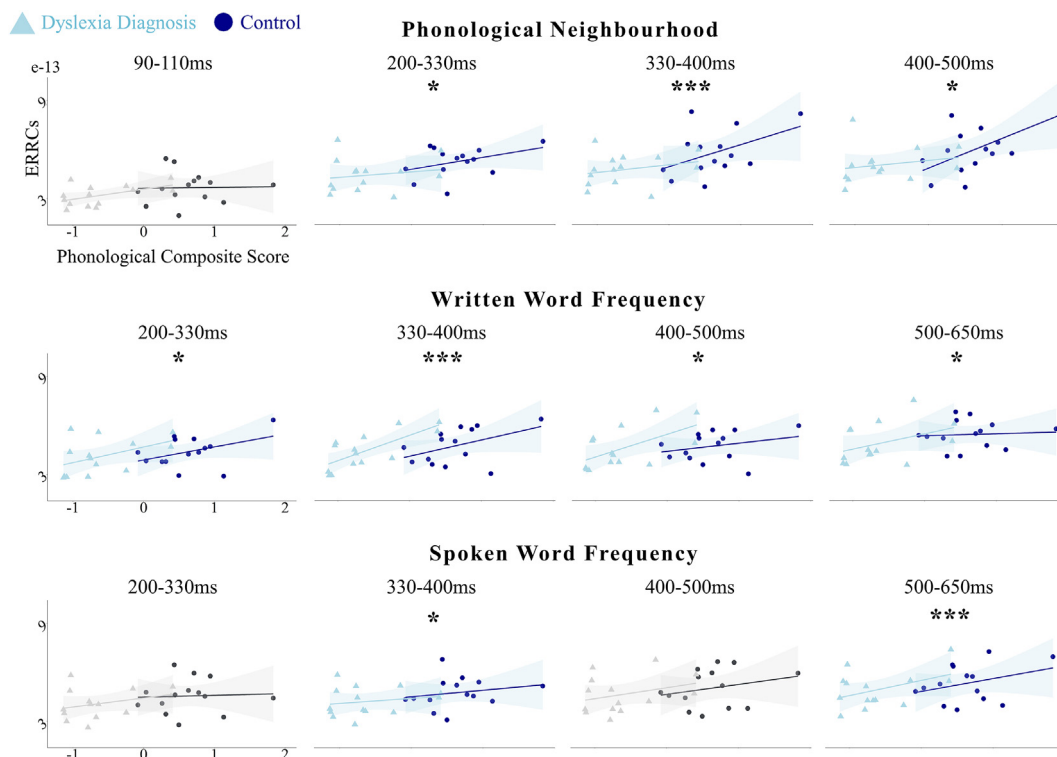 Dyslexia Diagnosis Control
Phonological Neighbourhood
90-110ms 200-330ms 330-400ms 400-500ms
* *** *
e-13
9
ERRCs
3
-1 0 1 2
Phonological Composite Score
Written Word Frequency
200-330ms 330-400ms 400-500ms 500-650ms
* *** * *
9
3
-1 0 1 2
Spoken Word Frequency
200-330ms 330-400ms 400-500ms 500-650ms
* ***
9
3
-1 0 1 2